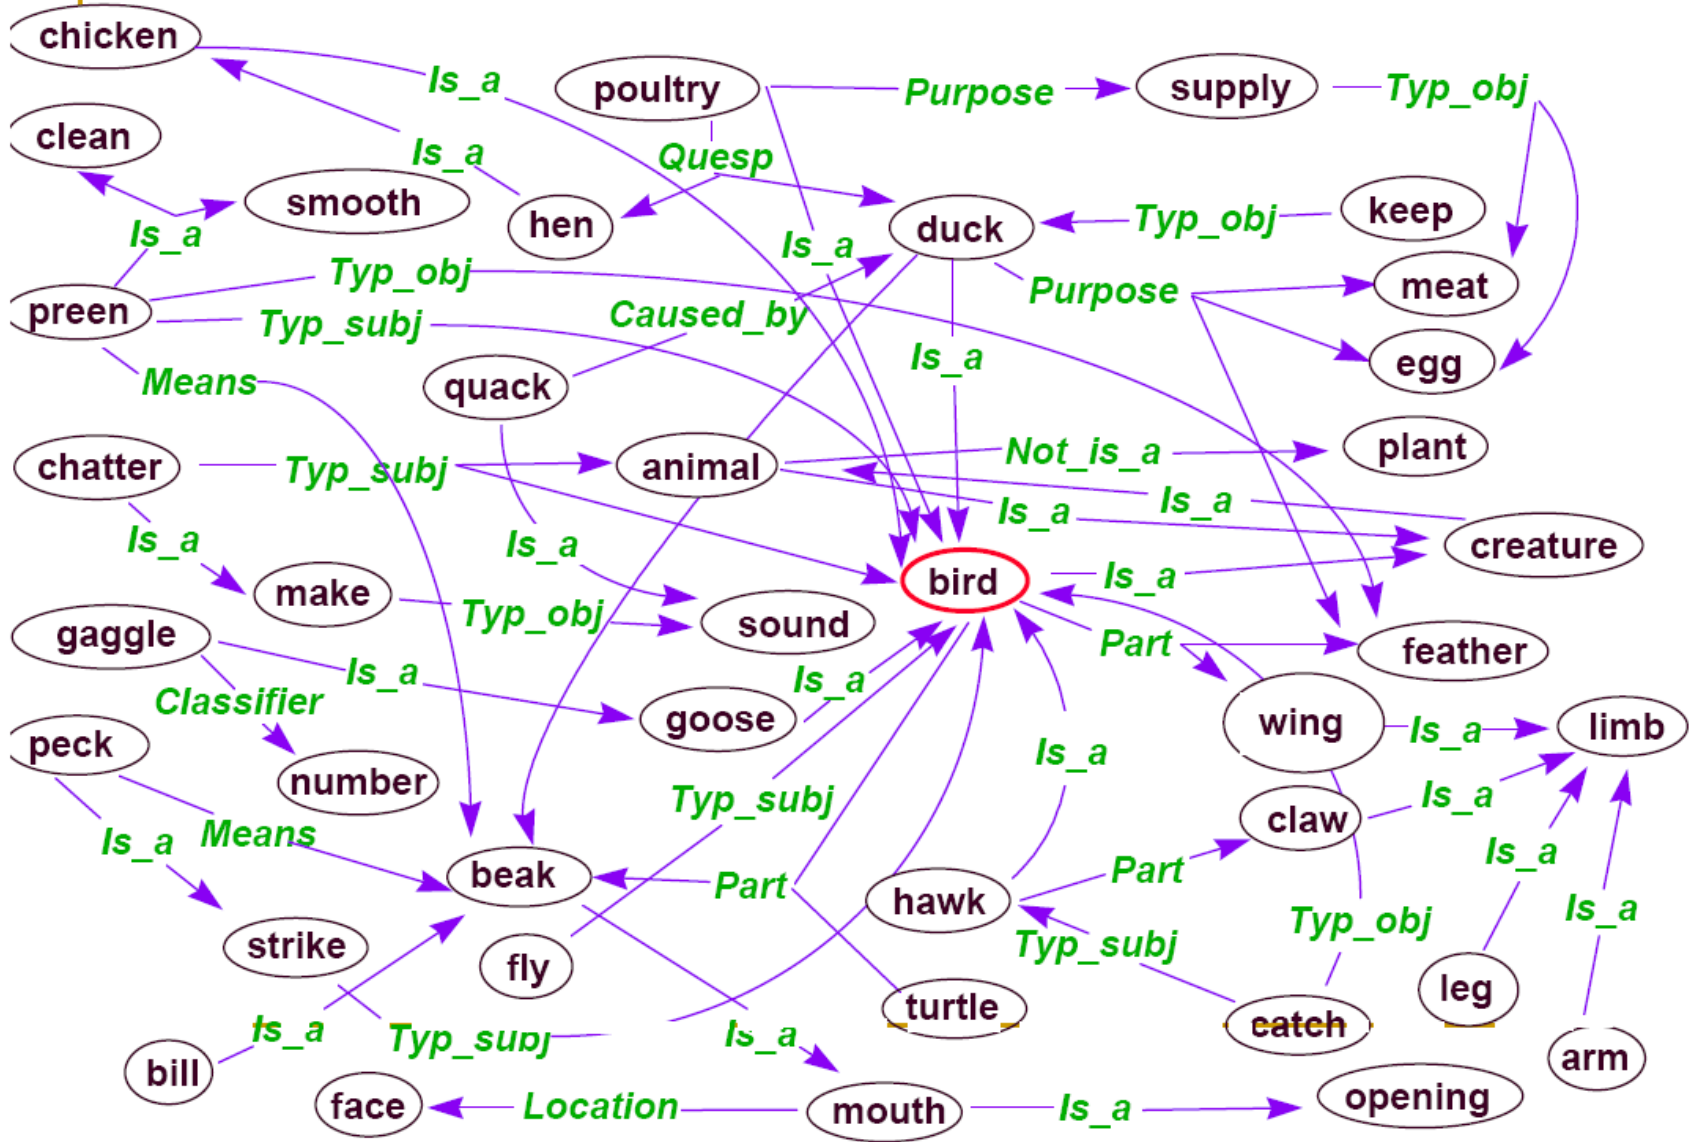 chicken
Is_a
poultry
Purpose
supply
Typ_obj
clean
Is_a
Quesp
smooth
hen
Is_a
duck
Typ_obj
keep
Is_a
Typ_obj
preen
Typ_subj
Caused_by
Purpose
meat
Means
quack
Is_a
egg
chatter
Typ_subj
animal
Not_is_a
plant
Is_a
Is_a
Is_a
Is_a
creature
make
Typ_obj
sound
bird
Is_a
gaggle
Is_a
Part
feather
Classifier
Is_a
goose
wing
Is_a
limb
peck
number
Typ_subj
Is_a
Is_a
Means
Is_a
claw
Is_a
beak
Part
hawk
Part
Is_a
strike
fly
Typ_subj
Typ_obj
leg
turtle
catch
Is_a
Typ_subj
Is_a
bill
arm
face
Location
mouth
Is_a
opening